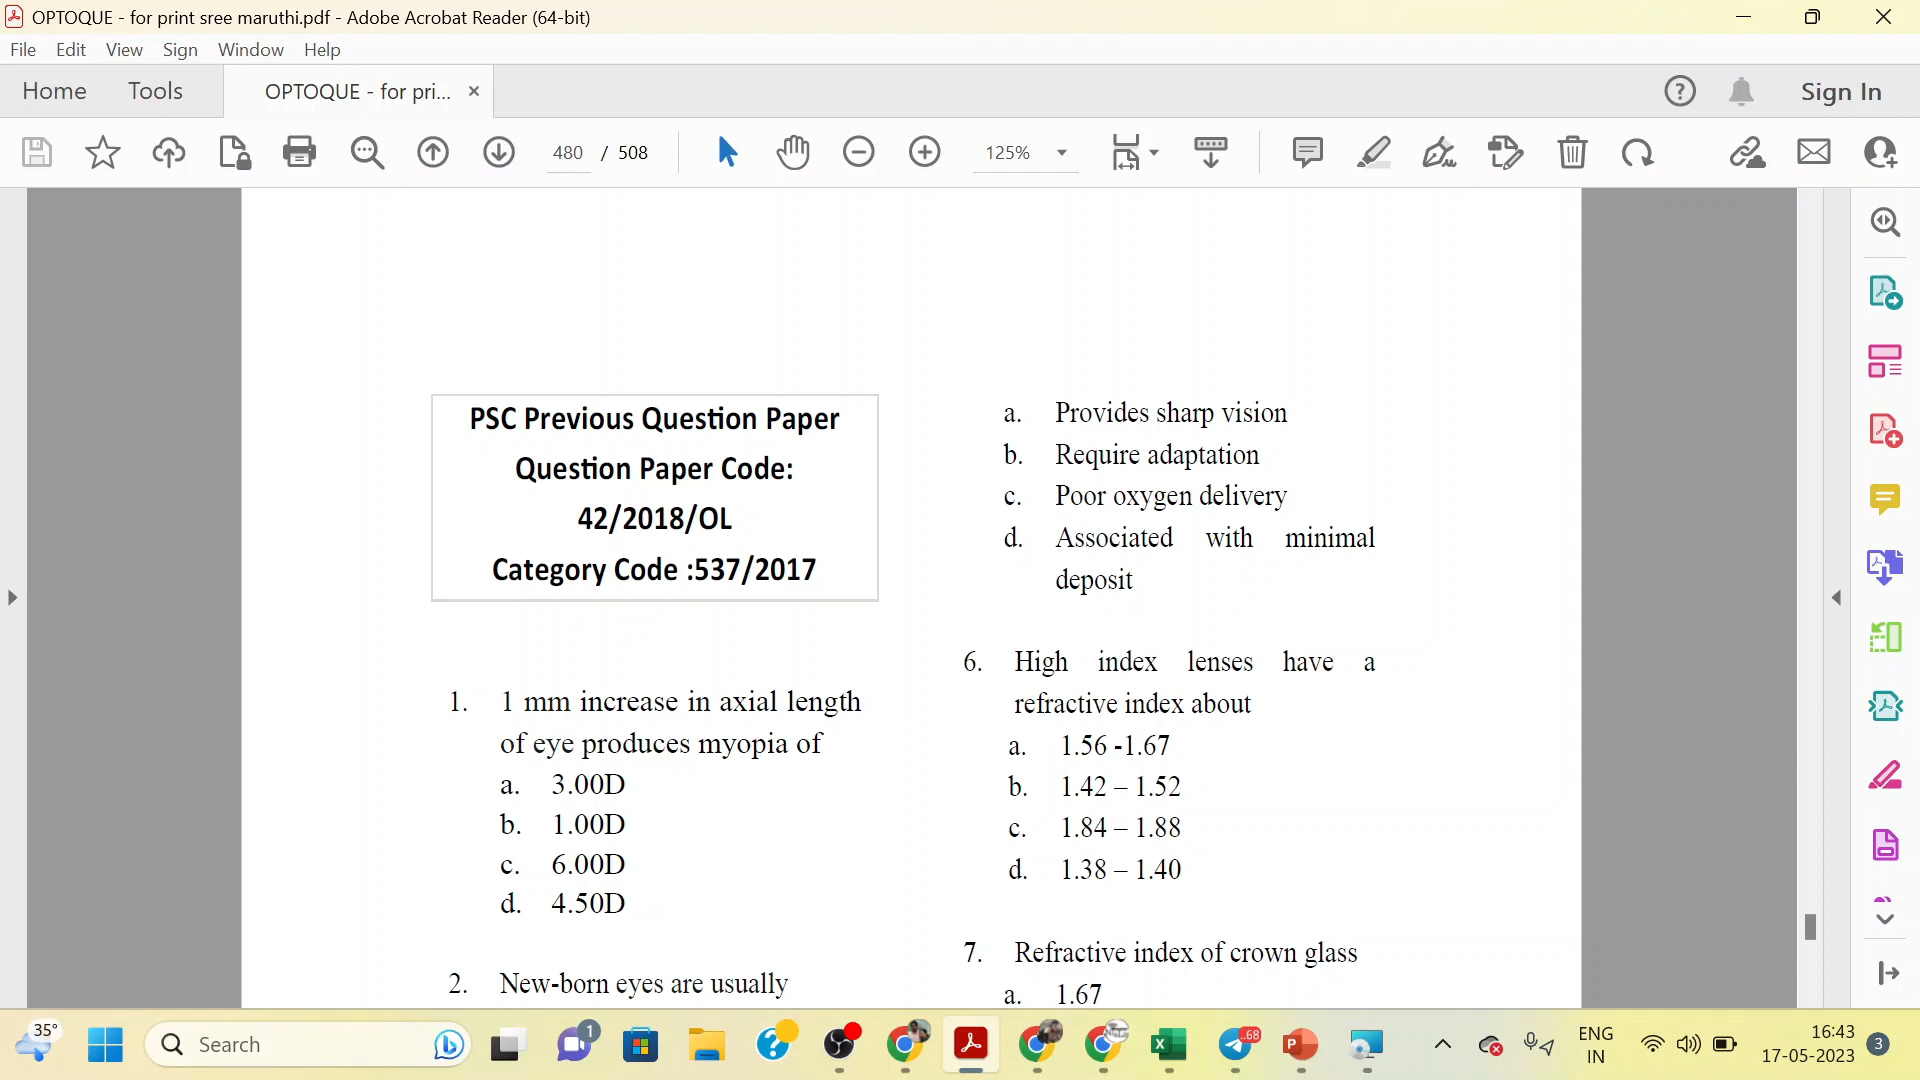 OPTOQUE - for print sree maruthi.pdf - Adobe Acrobat Reader (64-bit)
File Edit View Sign Window Help
Home Tools OPTOQUE - for pri... × Sign In
480 / 508 125%
PSC Previous Question Paper
Question Paper Code:
42/2018/OL
Category Code :537/2017
1. 1 mm increase in axial length
of eye produces myopia of
a. 3.00D
b. 1.00D
c. 6.00D
d. 4.50D
2. New-born eyes are usually
a. Provides sharp vision
b. Require adaptation
c. Poor oxygen delivery
d. Associated with minimal
deposit
6. High index lenses have a
refractive index about
a. 1.56 -1.67
b. 1.42 – 1.52
c. 1.84 – 1.88
d. 1.38 – 1.40
7. Refractive index of crown glass
a. 1.67
35° Search 1 ..68 ENG 16:43 3
IN 17-05-2023